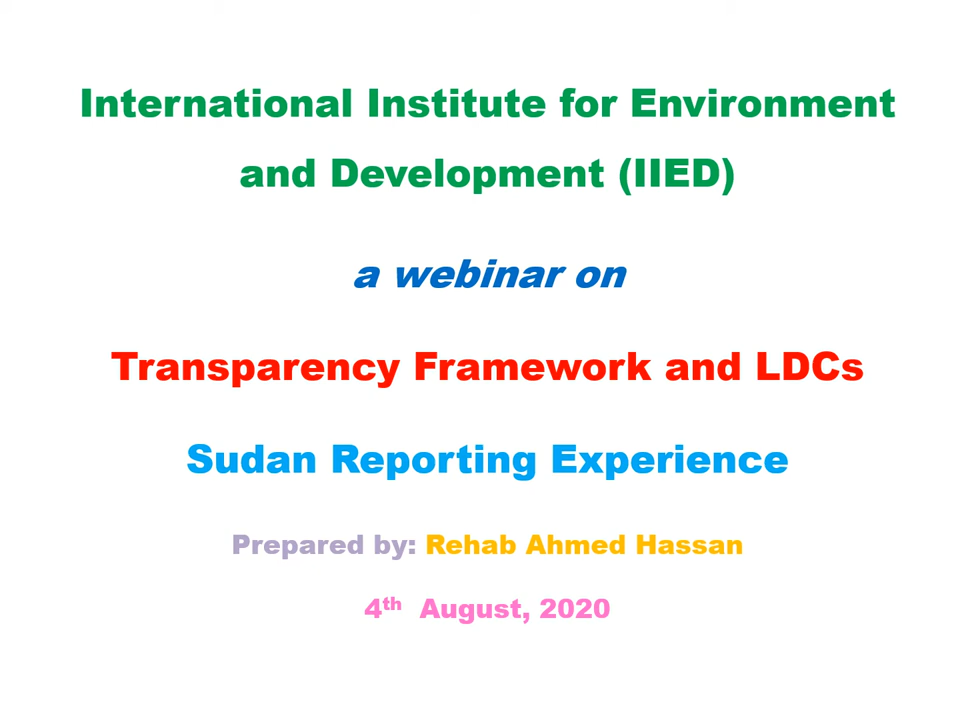 International Institute for Environment
and Development (IIED)
a webinar on
Transparency Framework and LDCs
Sudan Reporting Experience
Prepared by: Rehab Ahmed Hassan
4th August, 2020